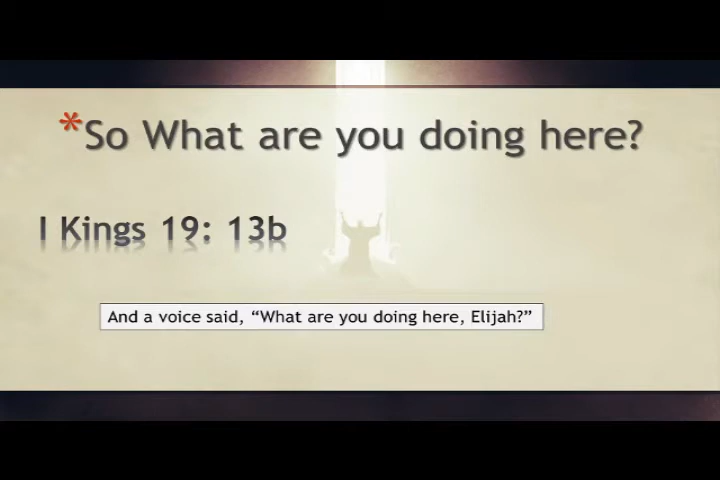 *So What are you doing here?
I Kings 19: 13b
And a voice said, “What are you doing here, Elijah?”